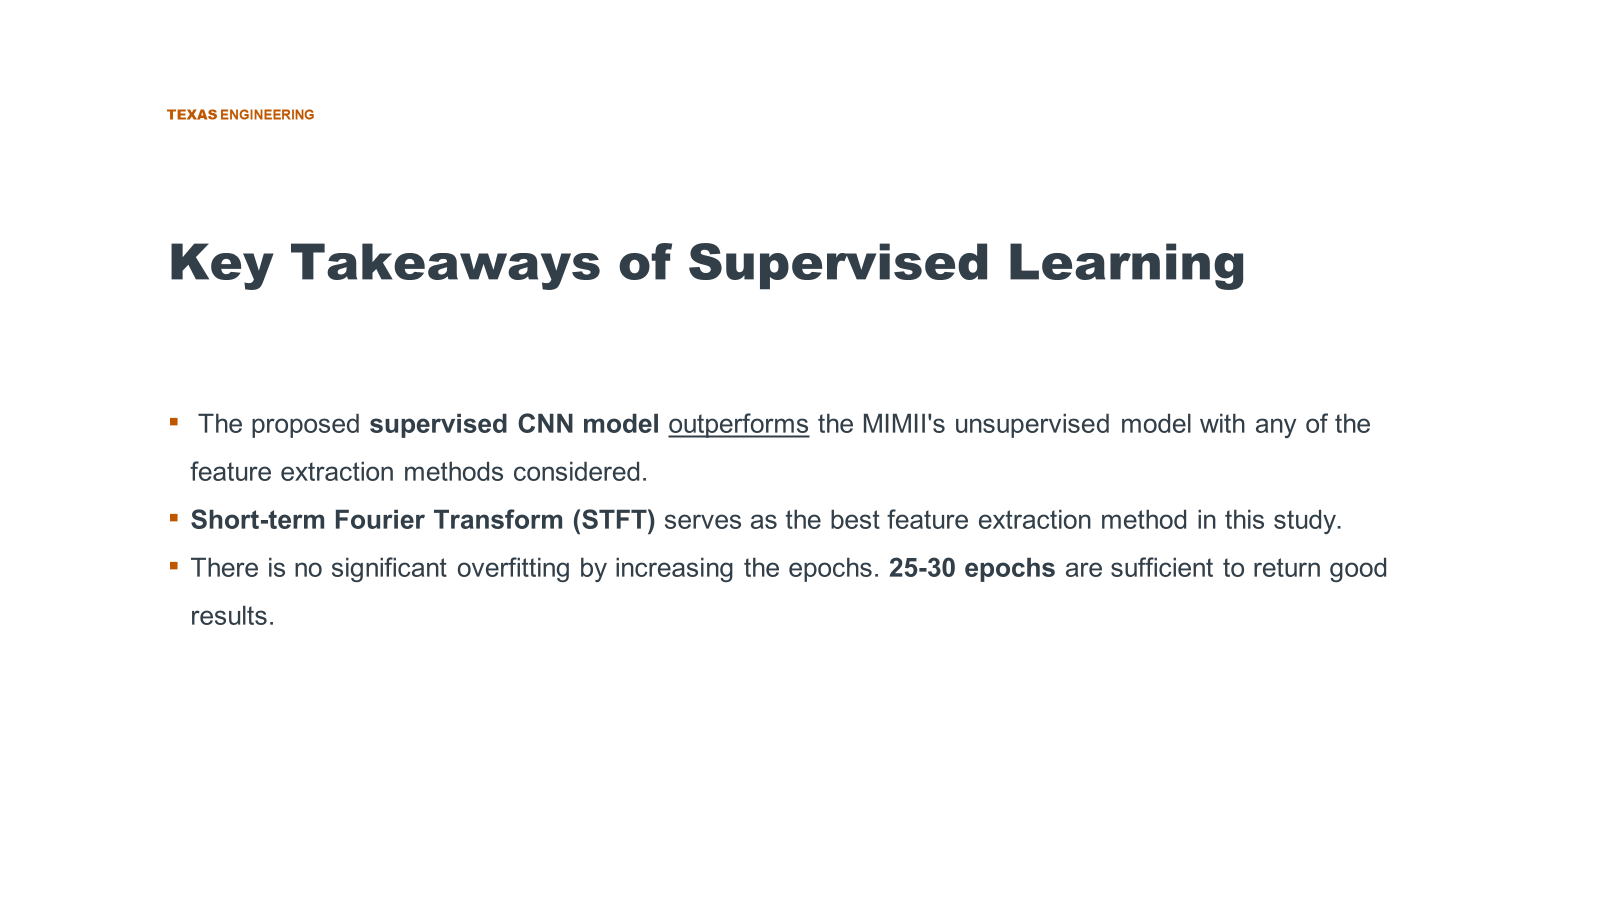 TEXAS ENGINEERING
Key Takeaways of Supervised Learning
▪ The proposed supervised CNN model outperforms the MIMII's unsupervised model with any of the
feature extraction methods considered.
▪ Short-term Fourier Transform (STFT) serves as the best feature extraction method in this study.
▪ There is no significant overfitting by increasing the epochs. 25-30 epochs are sufficient to return good
results.